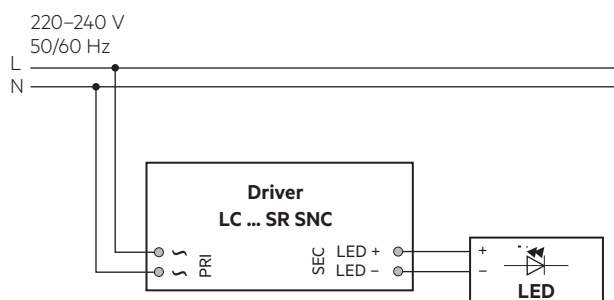 220–240 V
50/60 Hz
L
N
Driver
LC ... SR SNC
~ PRI SEC LED + +
~ LED – –
LED